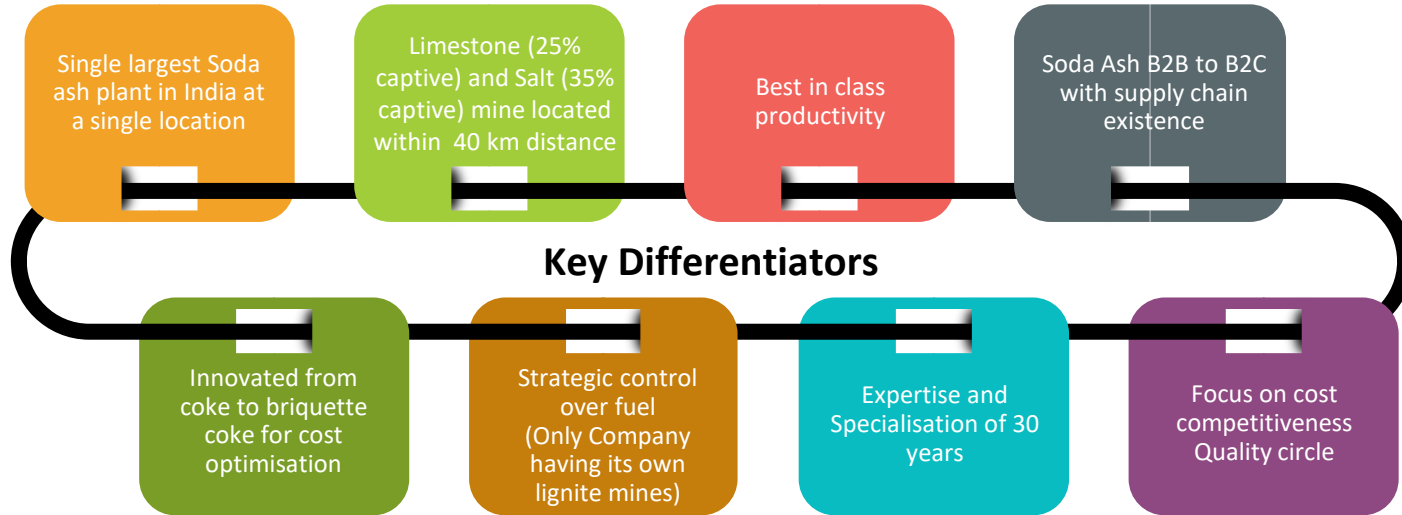 Single largest Soda
ash plant in India at
a single location
Limestone (25%
captive) and Salt (35%
captive) mine located
within 40 km distance
Best in class
productivity
Soda Ash B2B to B2C
with supply chain
existence
Key Differentiators
Innovated from
coke to briquette
coke for cost
optimisation
Strategic control
over fuel
(Only Company
having its own
lignite mines)
Expertise and
Specialisation of 30
years
Focus on cost
competitiveness
Quality circle